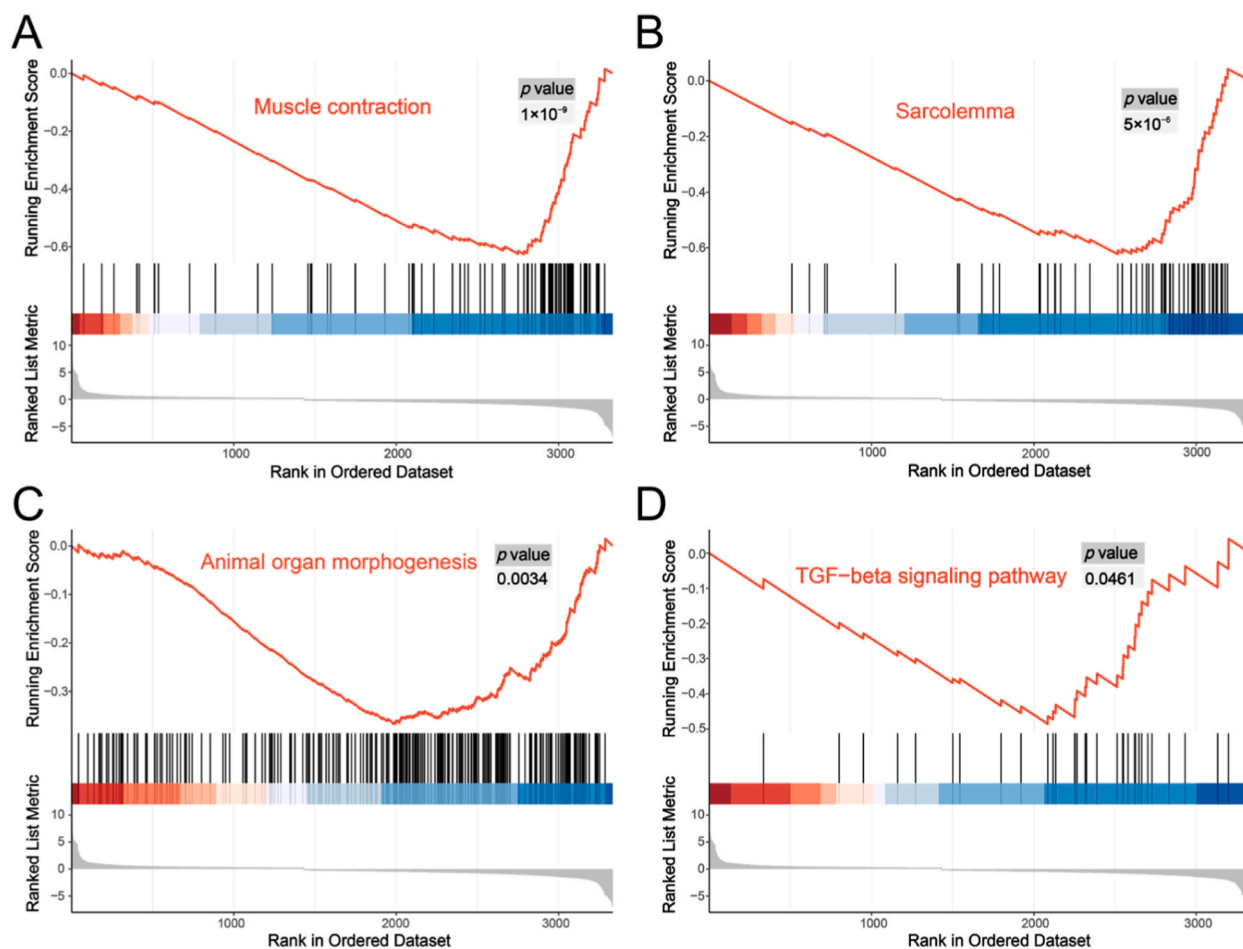 A
Running Enrichment Score
0.0
−0.2
−0.4
−0.6
Muscle contraction
p value
1×10⁻⁹
Ranked List Metric
10
5
0
−5
1000
2000
3000
Rank in Ordered Dataset
B
Running Enrichment Score
0.0
−0.2
−0.4
−0.6
Sarcolemma
p value
5×10⁻⁶
Ranked List Metric
10
5
0
−5
1000
2000
3000
Rank in Ordered Dataset
C
Running Enrichment Score
0.0
−0.1
−0.2
−0.3
Animal organ morphogenesis
p value
0.0034
Ranked List Metric
10
5
0
−5
1000
2000
3000
Rank in Ordered Dataset
D
Running Enrichment Score
0.0
−0.1
−0.2
−0.3
−0.4
−0.5
TGF−beta signaling pathway
p value
0.0461
Ranked List Metric
10
5
0
−5
1000
2000
3000
Rank in Ordered Dataset